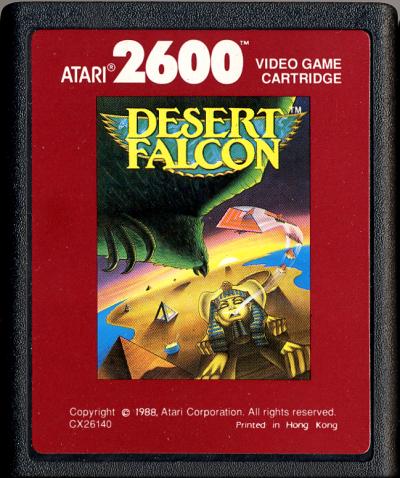 ATARI® 2600™ VIDEO GAME
CARTRIDGE
DESERT™
FALCON
Copyright © 1988, Atari Corporation. All rights reserved.
CX26140 Printed in Hong Kong